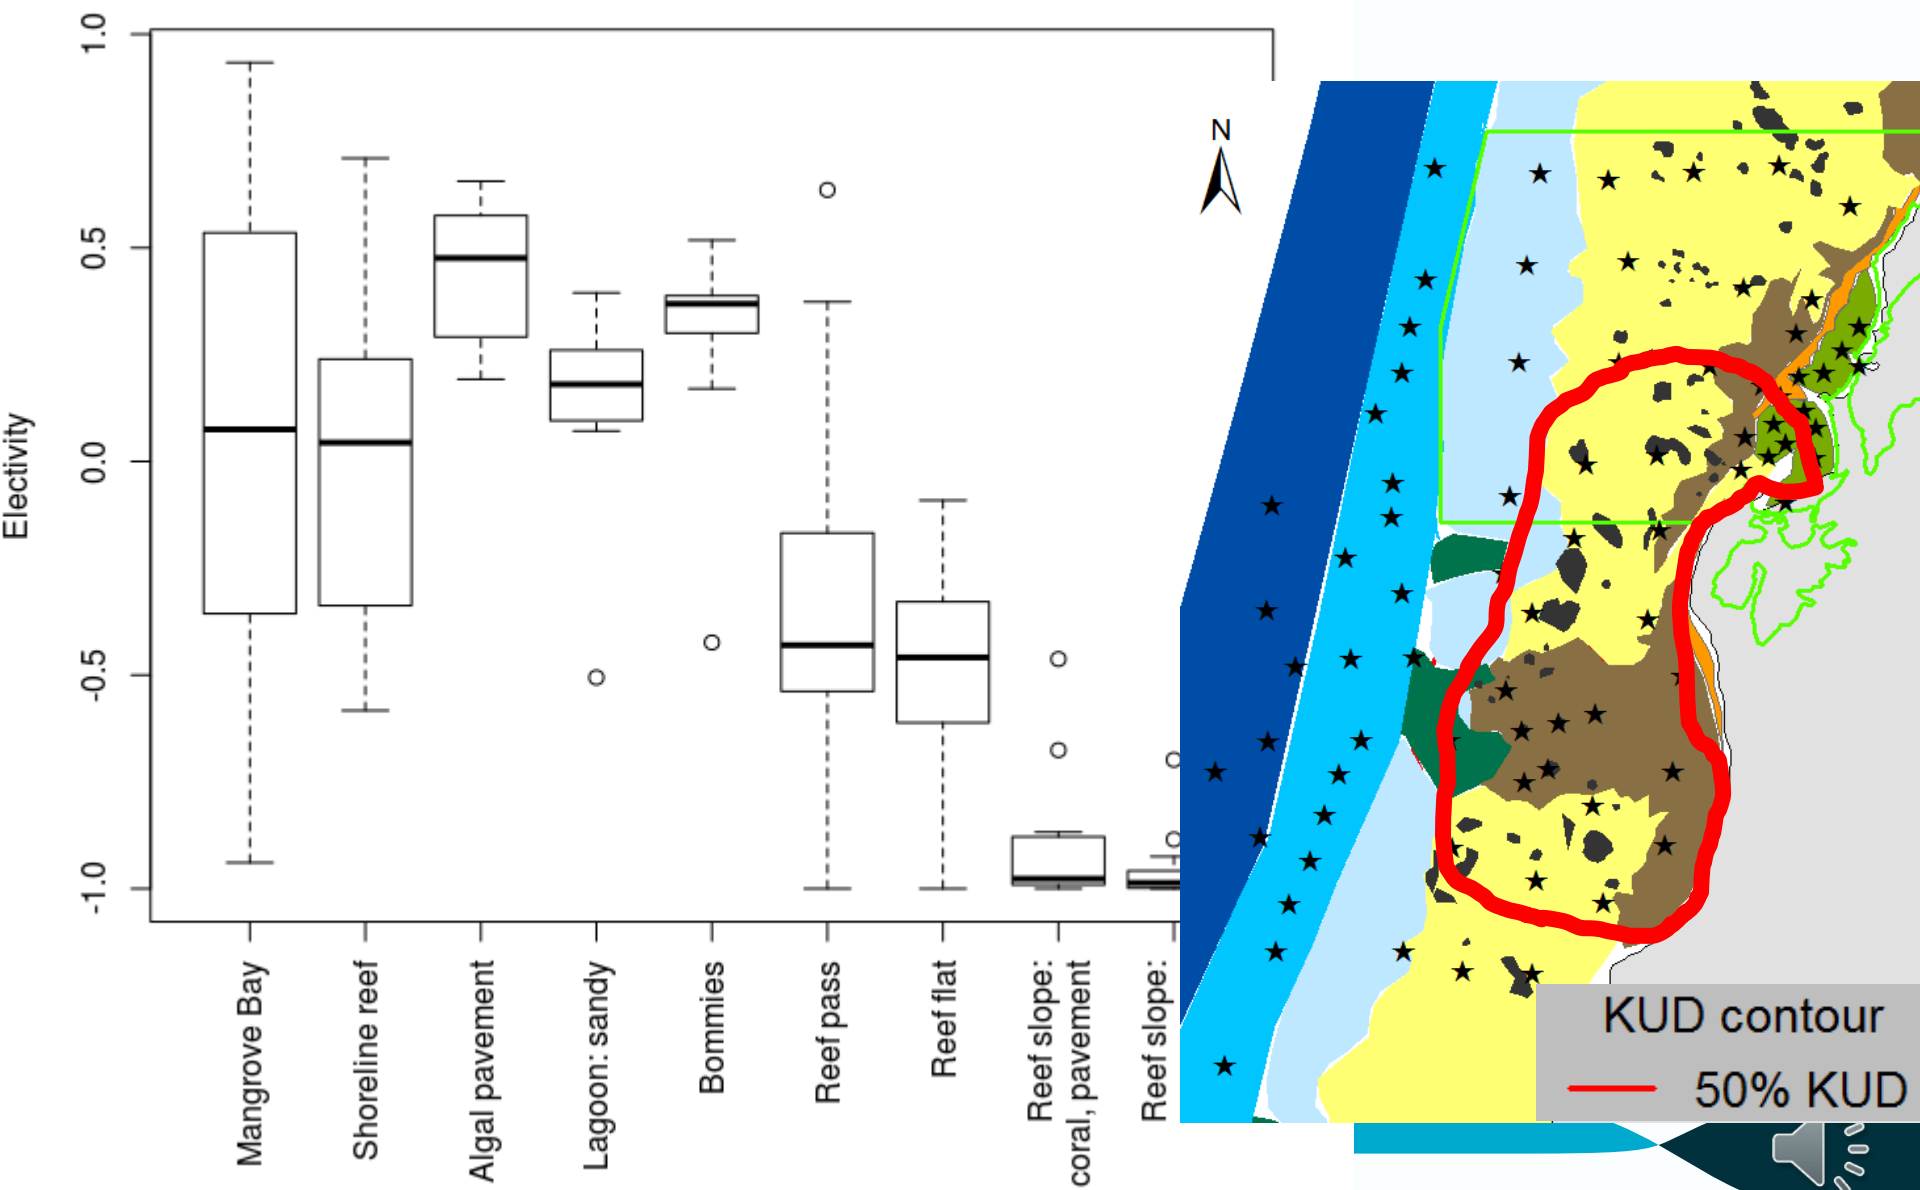 Electivity
1.0
0.5
0.0
-0.5
-1.0
Mangrove Bay
Shoreline reef
Algal pavement
Lagoon: sandy
Bommies
Reef pass
Reef flat
Reef slope:
coral, pavement
Reef slope:
N
KUD contour
50% KUD